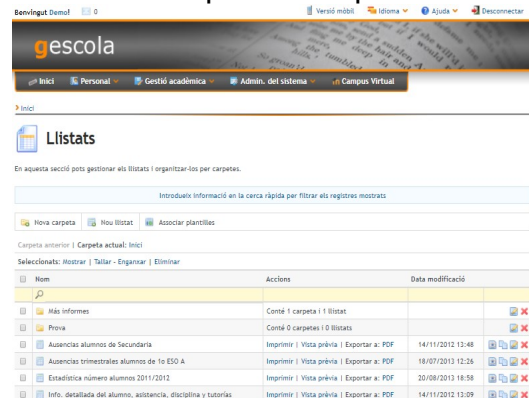 Benvingut Demo! 0 Versió mòbil Idioma Ajuda Desconnectar
gescola
Inici Personal Gestió acadèmica Admin. del sistema Campus Virtual
Inici
Llistats
En aquesta secció pots gestionar els llistats i organitzar-los per carpetes.
Introdueix informació en la cerca ràpida per filtrar els registres mostrats
Nova carpeta Nou llistat Associar plantilles
Carpeta anterior | Carpeta actual: Inici
Seleccionats: Mostrar | Tallar - Enganxar | Eliminar
Nom Accions Data modificació
Más informes Conté 1 carpeta i 1 llistat
Prova Conté 0 carpetes i 0 llistats
Ausencias alumnos de Secundaria Imprimir | Vista prèvia | Exportar a: PDF 14/11/2012 13:48
Ausencias trimestrales alumnos de 1o ESO A Imprimir | Vista prèvia | Exportar a: PDF 18/07/2013 12:26
Estadística número alumnos 2011/2012 Imprimir | Vista prèvia | Exportar a: PDF 20/08/2013 18:58
Info. detallada del alumno, asistencia, disciplina y tutorías Imprimir | Vista prèvia | Exportar a: PDF 14/11/2012 13:09